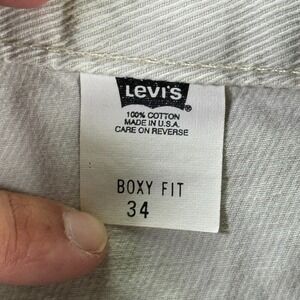 LEVI'S®
100% COTTON
MADE IN U.S.A.
CARE ON REVERSE
BOXY FIT
34